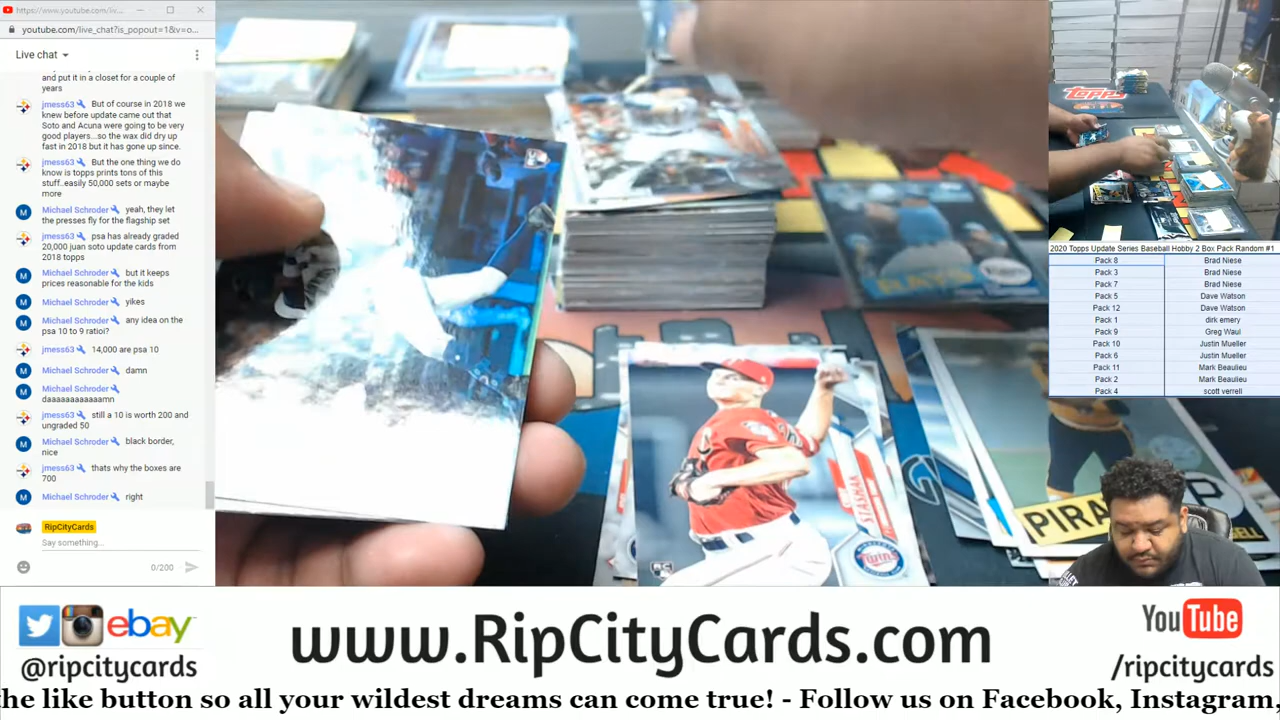 https://www.youtube.com/liv...
youtube.com/live_chat?is_popout=1&v=o...
Live chat
and put it in a closet for a couple of
years
jmess63 But of course in 2018 we
knew before update came out that
Soto and Acuna were going to be very
good players...so the wax did dry up
fast in 2018 but it has gone up since.
jmess63 But the one thing we do
know is topps prints tons of this
stuff..easily 50,000 sets or maybe
more
Michael Schroder yeah, they let
the presses fly for the flagship set
jmess63 psa has already graded
20,000 juan soto update cards from
2018 topps
Michael Schroder but it keeps
prices reasonable for the kids
Michael Schroder yikes
Michael Schroder any idea on the
psa 10 to 9 ratioi?
jmess63 14,000 are psa 10
Michael Schroder damn
Michael Schroder
daaaaaaaaaaaamn
jmess63 still a 10 is worth 200 and
ungraded 50
Michael Schroder black border,
nice
jmess63 thats why the boxes are
700
Michael Schroder right
RipCityCards
Say something...
0/200
STASHAK
Twins
RC
PIRA
P
ELL
Topps
2020 Topps Update Series Baseball Hobby 2 Box Pack Random #1
Pack 8 Brad Niese
Pack 3 Brad Niese
Pack 7 Brad Niese
Pack 5 Dave Watson
Pack 12 Dave Watson
Pack 1 dirk emery
Pack 9 Greg Waul
Pack 10 Justin Mueller
Pack 6 Justin Mueller
Pack 11 Mark Beaulieu
Pack 2 Mark Beaulieu
Pack 4 scott verrell
ebay
@ripcitycards
www.RipCityCards.com
YouTube
/ripcitycards
the like button so all your wildest dreams can come true! - Follow us on Facebook, Instagram,